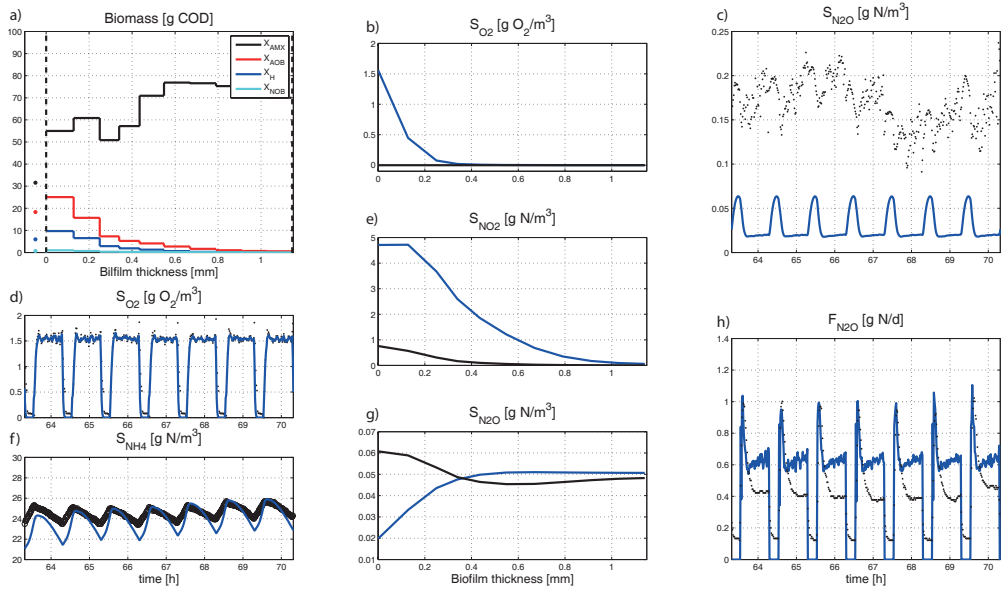 a)
Biomass [g COD]
100
90
80
70
60
50
40
30
20
10
0
X_AMX
X_AOB
X_H
X_NOB
0 0.2 0.4 0.6 0.8 1
Bilfilm thickness [mm]
b)
S_O2 [g O_2/m^3]
2
1.5
1
0.5
0
0 0.2 0.4 0.6 0.8 1
c)
S_N2O [g N/m^3]
0.25
0.2
0.15
0.1
0.05
0
64 65 66 67 68 69 70
d)
S_O2 [g O_2/m^3]
2
1.5
1
0.5
0
64 65 66 67 68 69 70
e)
S_NO2 [g N/m^3]
5
4
3
2
1
0
0 0.2 0.4 0.6 0.8 1
f)
S_NH4 [g N/m^3]
30
28
26
24
22
20
64 65 66 67 68 69 70
time [h]
g)
S_N2O [g N/m^3]
0.07
0.06
0.05
0.04
0.03
0.02
0.01
0 0.2 0.4 0.6 0.8 1
Biofilm thickness [mm]
h)
F_N2O [g N/d]
1.4
1.2
1
0.8
0.6
0.4
0.2
0
64 65 66 67 68 69 70
time [h]